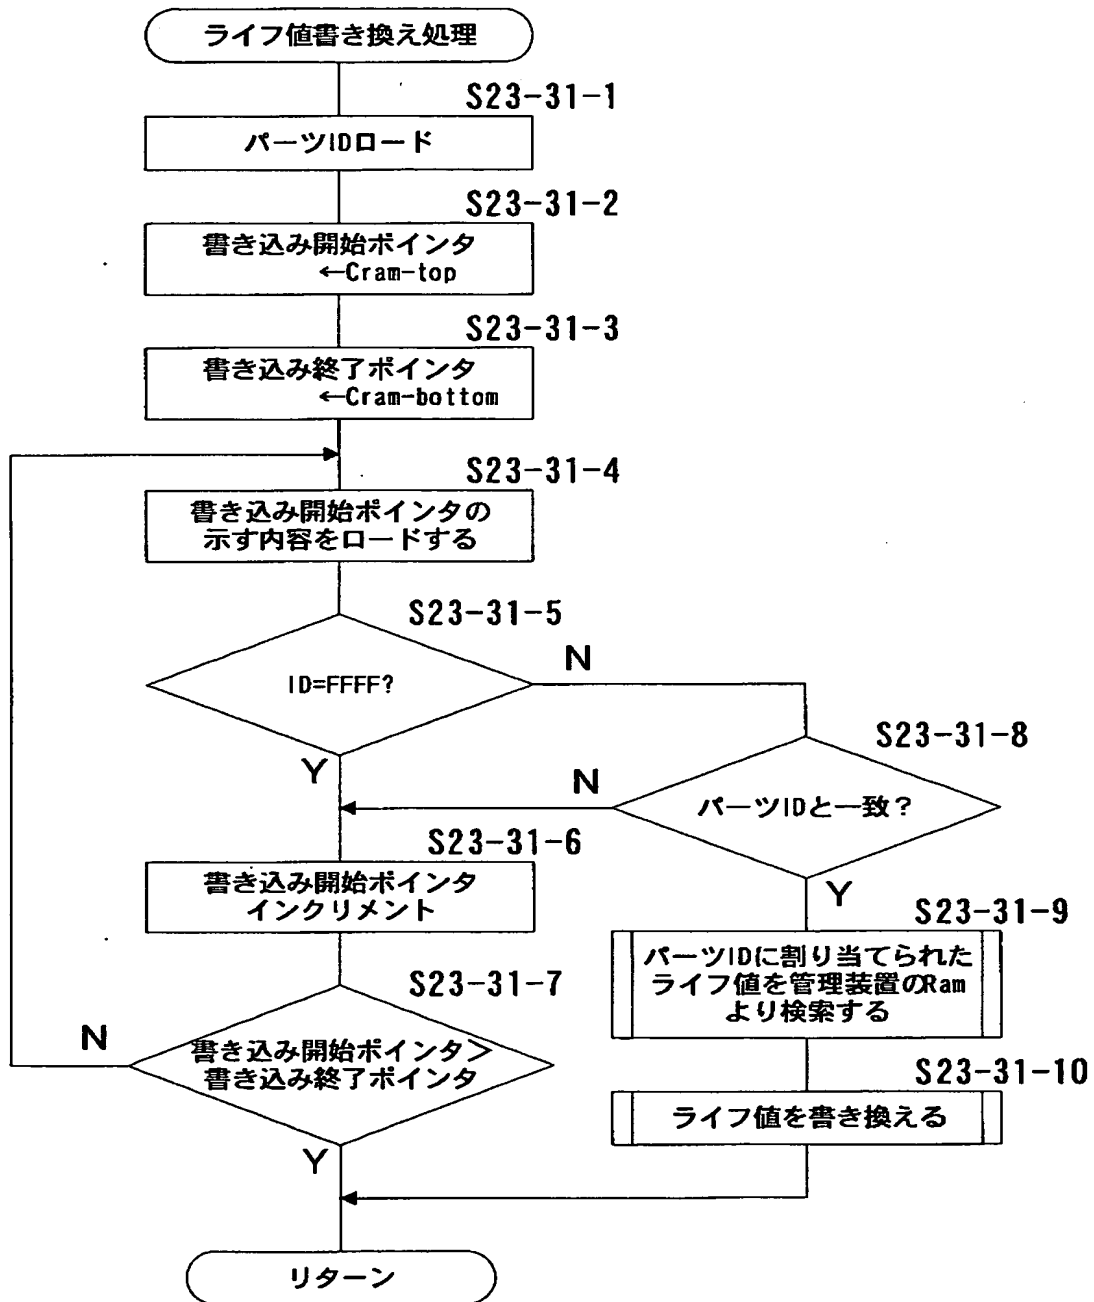 ライフ値書き換え処理
S23-31-1
パーツIDロード
S23-31-2
書き込み開始ポインタ
←Cram-top
S23-31-3
書き込み終了ポインタ
←Cram-bottom
S23-31-4
書き込み開始ポインタの
示す内容をロードする
S23-31-5
ID=FFFF?
N
Y
S23-31-8
パーツIDと一致？
N
Y
S23-31-6
書き込み開始ポインタ
インクリメント
S23-31-9
パーツIDに割り当てられた
ライフ値を管理装置のRam
より検索する
S23-31-7
書き込み開始ポインタ＞
書き込み終了ポインタ
N
Y
S23-31-10
ライフ値を書き換える
リターン